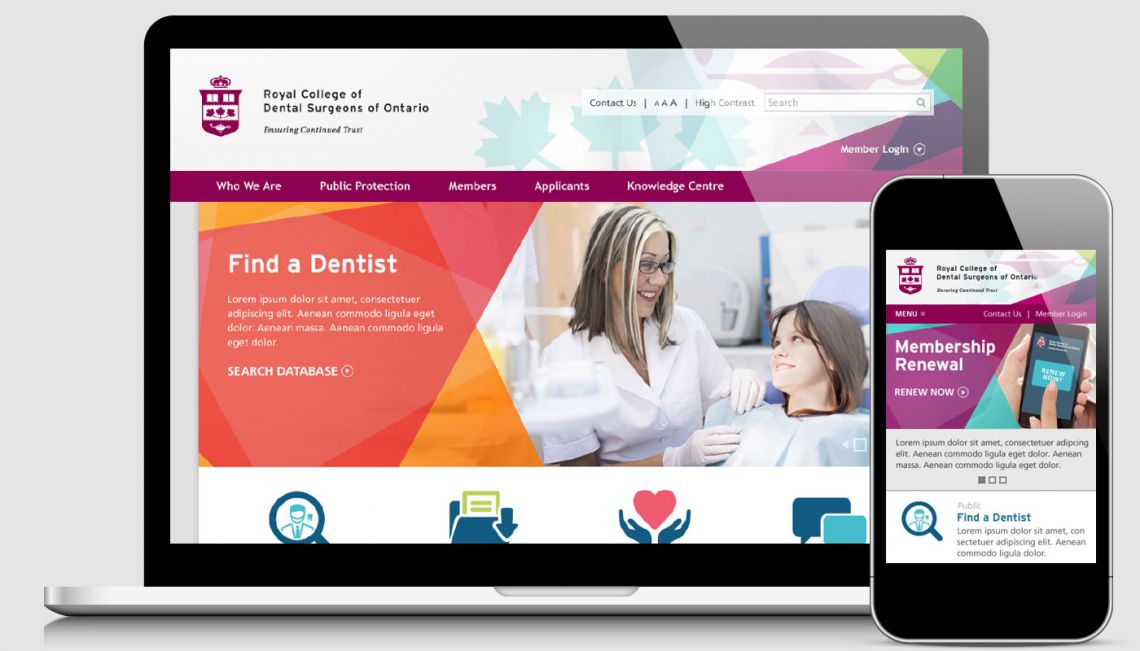 Royal College of
Dental Surgeons of Ontario
Ensuring Continued Trust
Contact Us | A A A | High Contrast
Search
Member Login
Who We Are Public Protection Members Applicants Knowledge Centre
Find a Dentist
Lorem ipsum dolor sit amet, consectetuer
adipiscing elit. Aenean commodo ligula eget
dolor. Aenean massa. Aenean commodo ligula
eget dolor.
SEARCH DATABASE
Royal College of
Dental Surgeons of Ontario
Ensuring Continued Trust
MENU Contact Us | Member Login
Membership
Renewal
RENEW NOW
RENEW
NOW!
Lorem ipsum dolor sit amet, consectetuer adipcing
elit. Aenean commodo ligula eget dolor. Aenean
massa. Aenean commodo ligula eget dolor.
Public
Find a Dentist
Lorem ipsum dolor sit amet, con
sectetuer adipiscing elit. Aenean
commodo ligula eget dolor.